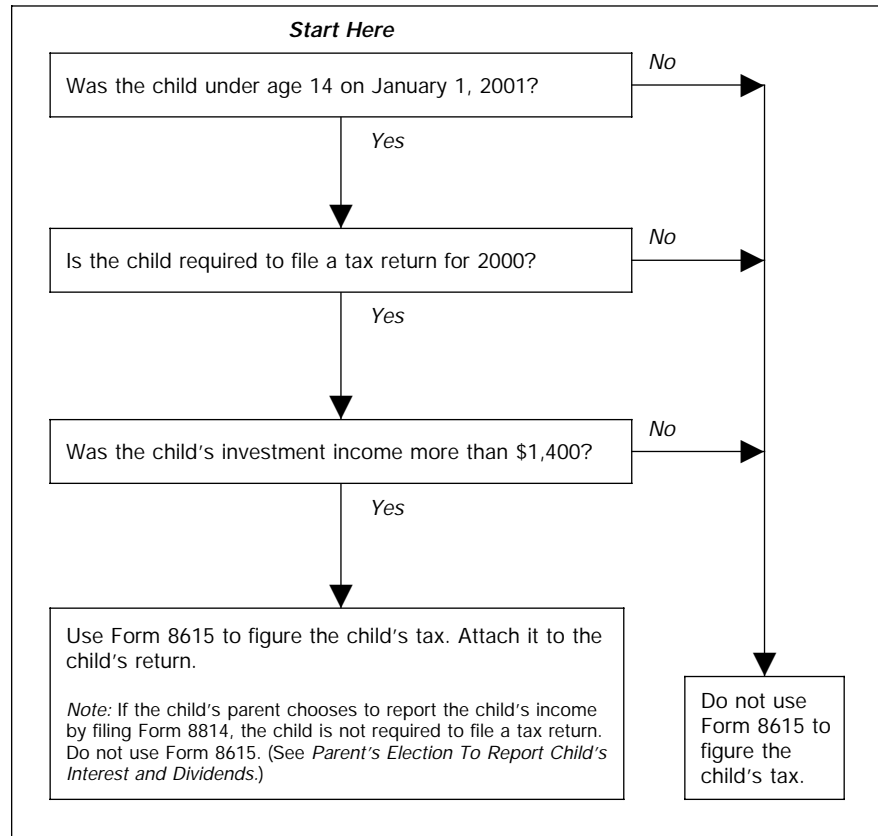 Start Here
Was the child under age 14 on January 1, 2001?
No
Yes
Is the child required to file a tax return for 2000?
No
Yes
Was the child's investment income more than $1,400?
No
Yes
Use Form 8615 to figure the child's tax. Attach it to the
child's return.
Note: If the child's parent chooses to report the child's income
by filing Form 8814, the child is not required to file a tax return.
Do not use Form 8615. (See Parent's Election To Report Child's
Interest and Dividends.)
Do not use
Form 8615 to
figure the
child's tax.